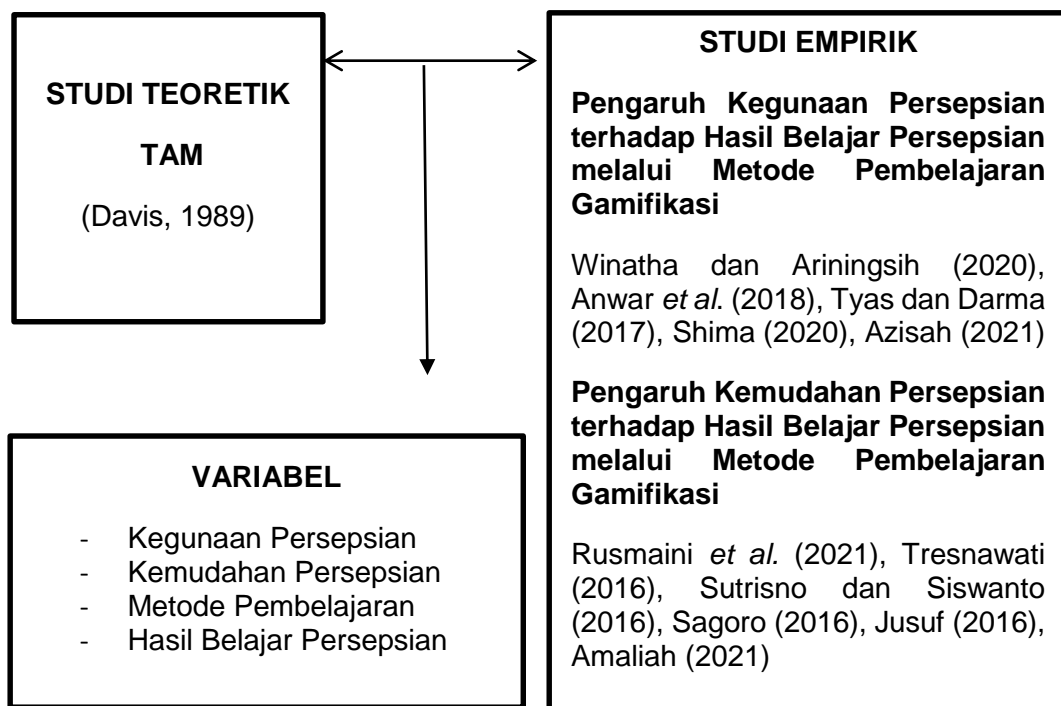 STUDI TEORETIK
TAM
(Davis, 1989)
STUDI EMPIRIK
Pengaruh Kegunaan Persepsian
terhadap Hasil Belajar Persepsian
melalui Metode Pembelajaran
Gamifikasi
Winatha dan Ariningsih (2020),
Anwar et al. (2018), Tyas dan Darma
(2017), Shima (2020), Azisah (2021)
Pengaruh Kemudahan Persepsian
terhadap Hasil Belajar Persepsian
melalui Metode Pembelajaran
Gamifikasi
Rusmaini et al. (2021), Tresnawati
(2016), Sutrisno dan Siswanto
(2016), Sagoro (2016), Jusuf (2016),
Amaliah (2021)
VARIABEL
- Kegunaan Persepsian
- Kemudahan Persepsian
- Metode Pembelajaran
- Hasil Belajar Persepsian